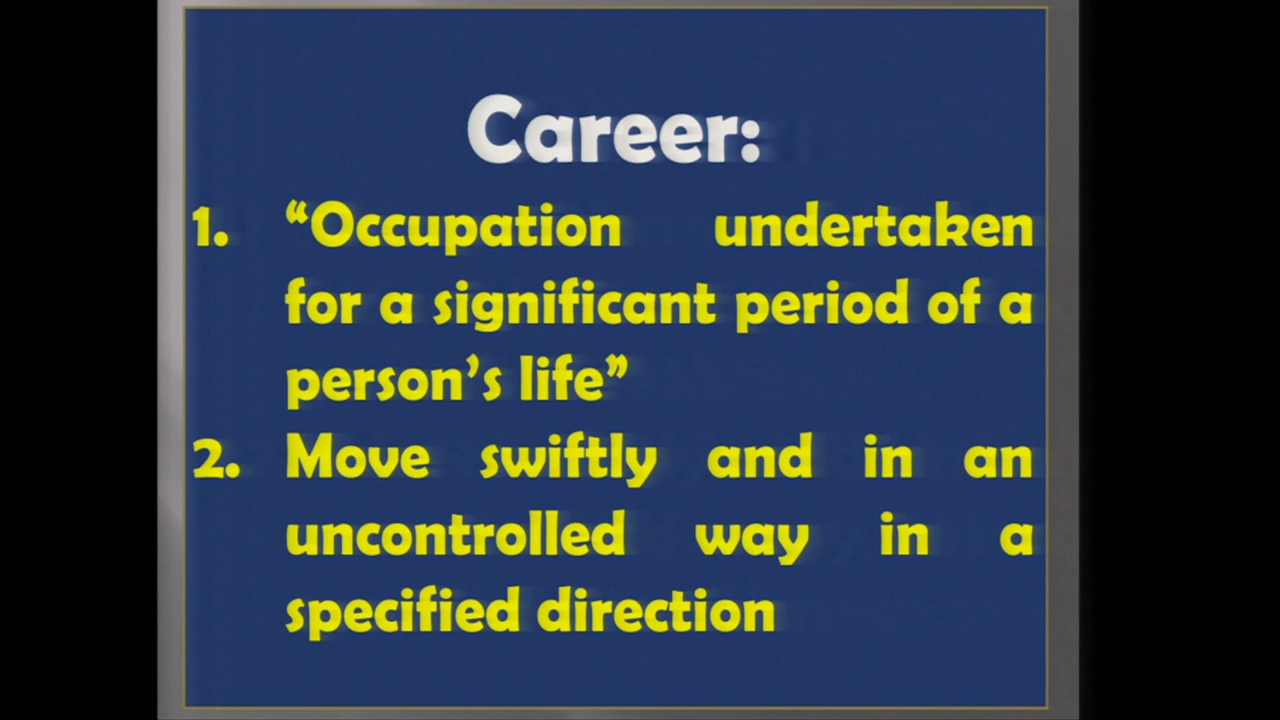 Career:
1. “Occupation undertaken
for a significant period of a
person’s life”
2. Move swiftly and in an
uncontrolled way in a
specified direction